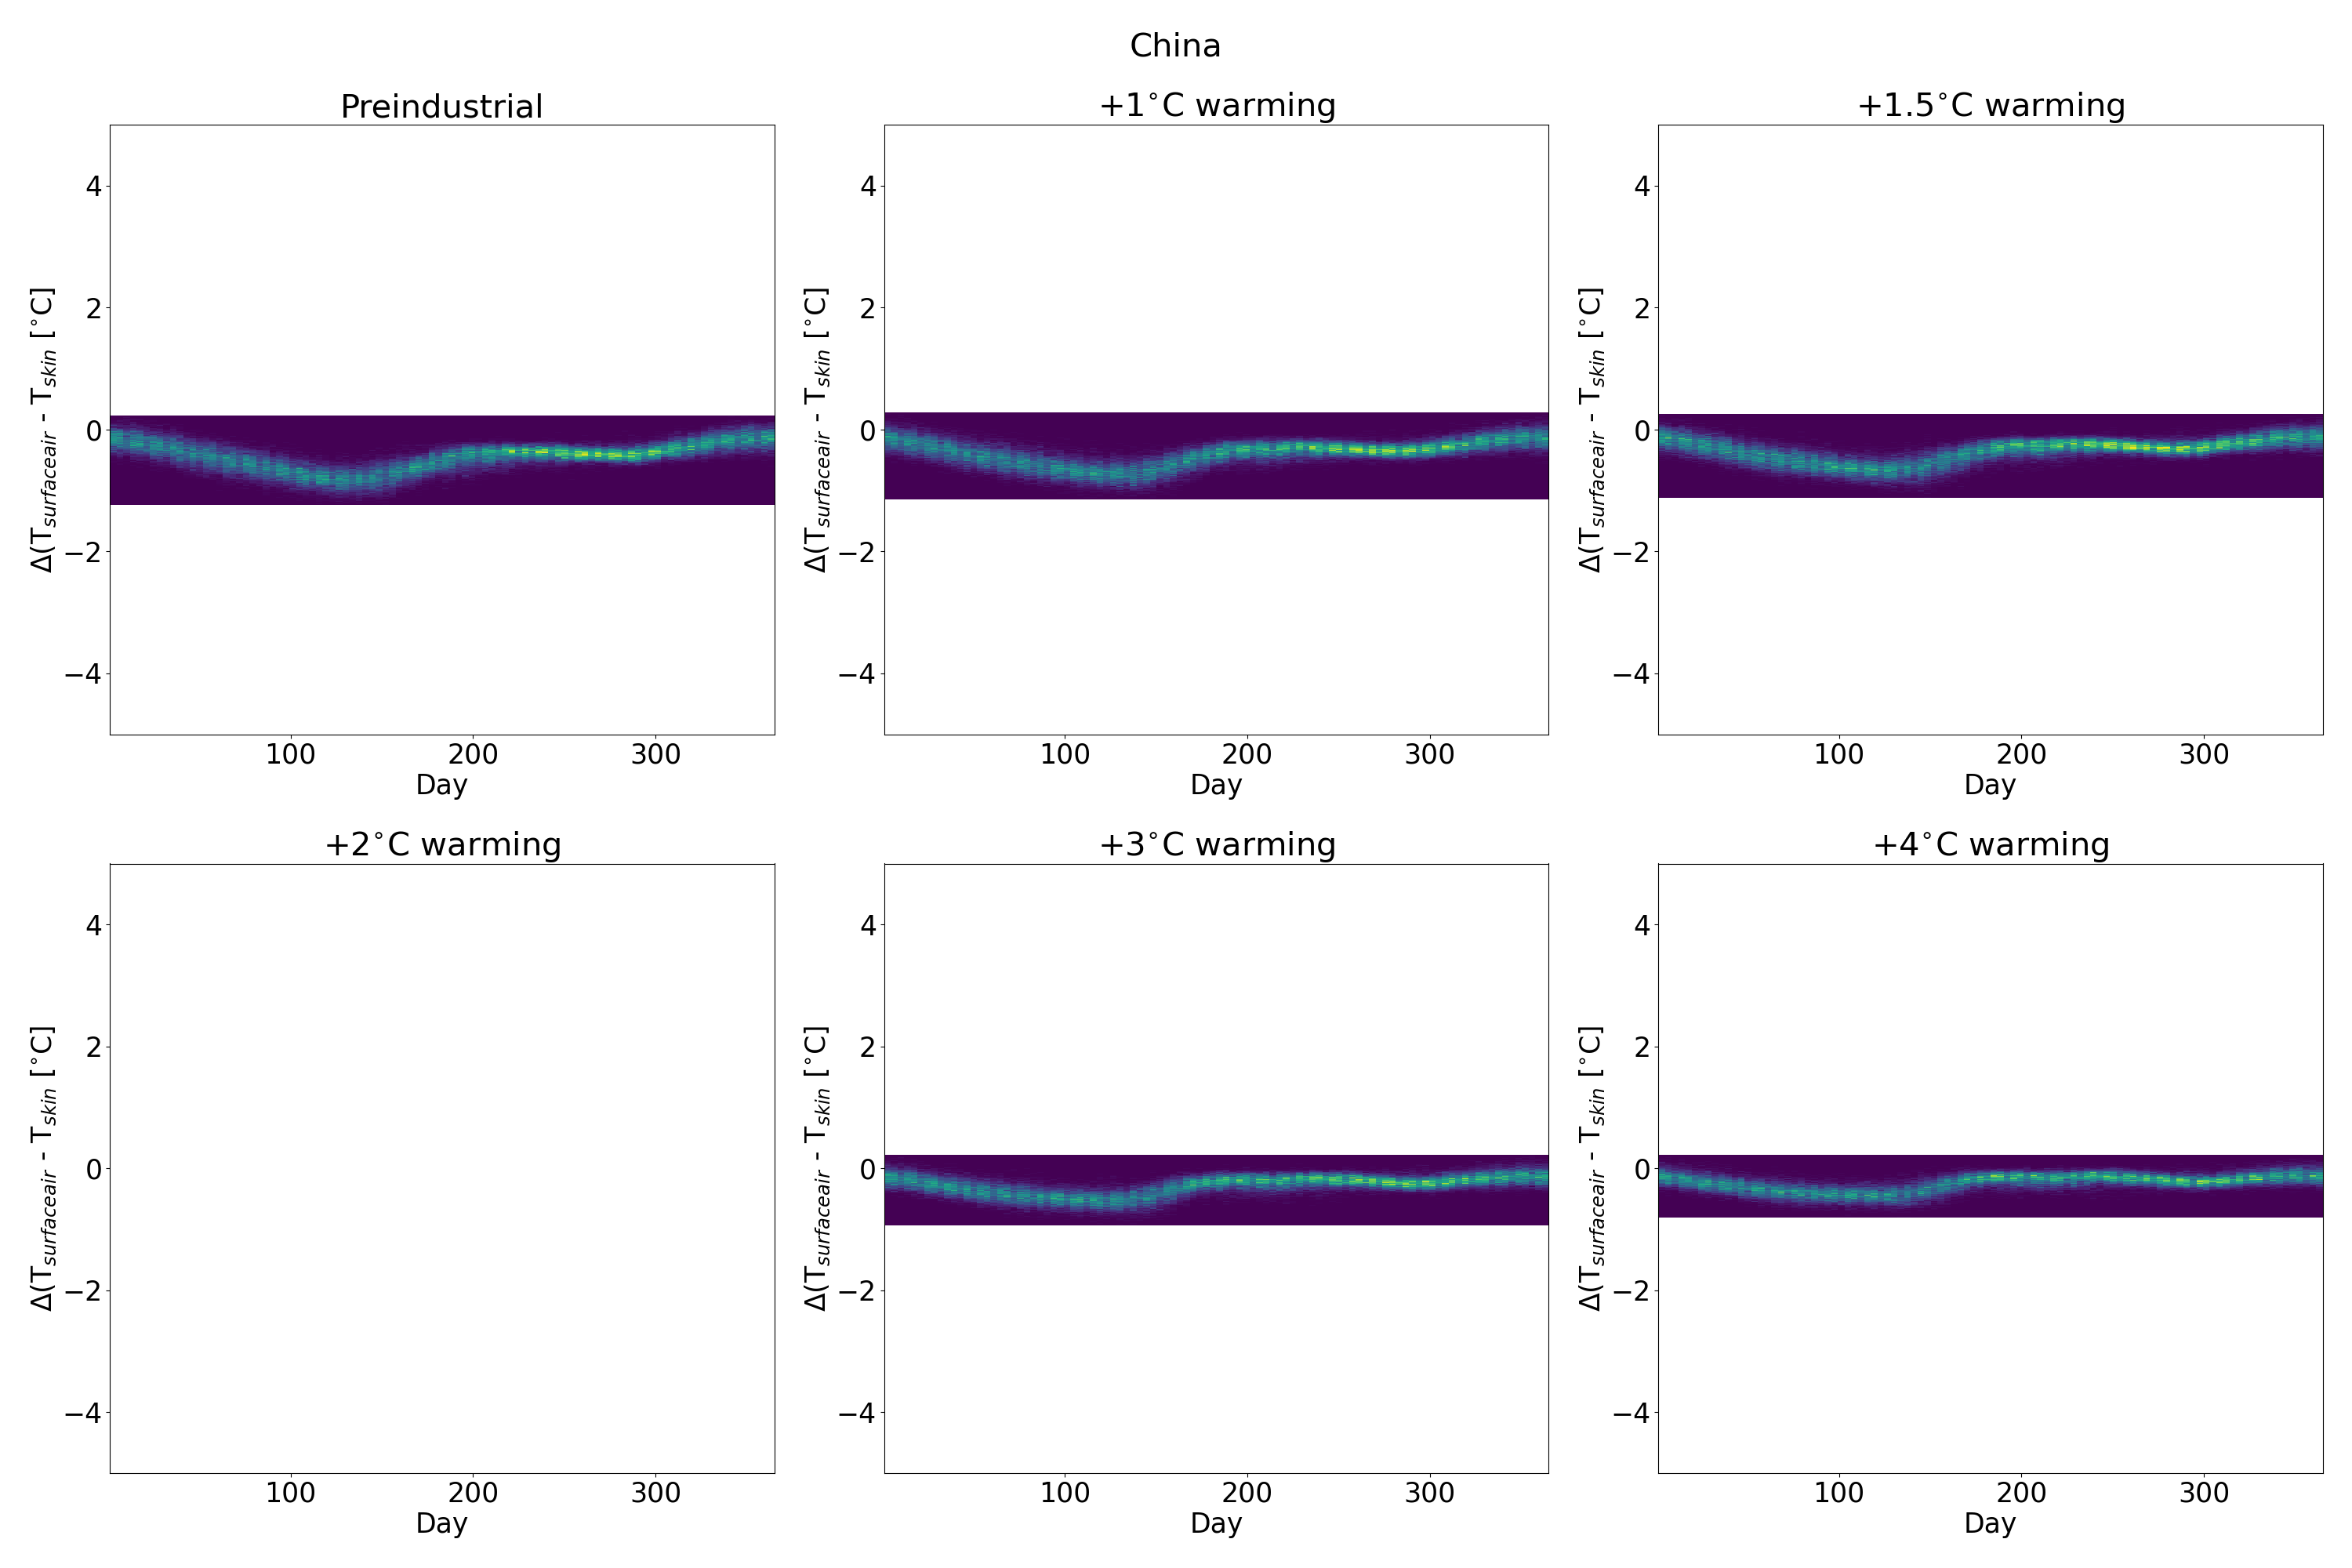 China
Preindustrial
+1°C warming
+1.5°C warming
4
2
0
−2
−4
Δ(T_surfaceair - T_skin [°C]
100 200 300
Day
4
2
0
−2
−4
Δ(T_surfaceair - T_skin [°C]
100 200 300
Day
4
2
0
−2
−4
Δ(T_surfaceair - T_skin [°C]
100 200 300
Day
+2°C warming
+3°C warming
+4°C warming
4
2
0
−2
−4
Δ(T_surfaceair - T_skin [°C]
100 200 300
Day
4
2
0
−2
−4
Δ(T_surfaceair - T_skin [°C]
100 200 300
Day
4
2
0
−2
−4
Δ(T_surfaceair - T_skin [°C]
100 200 300
Day